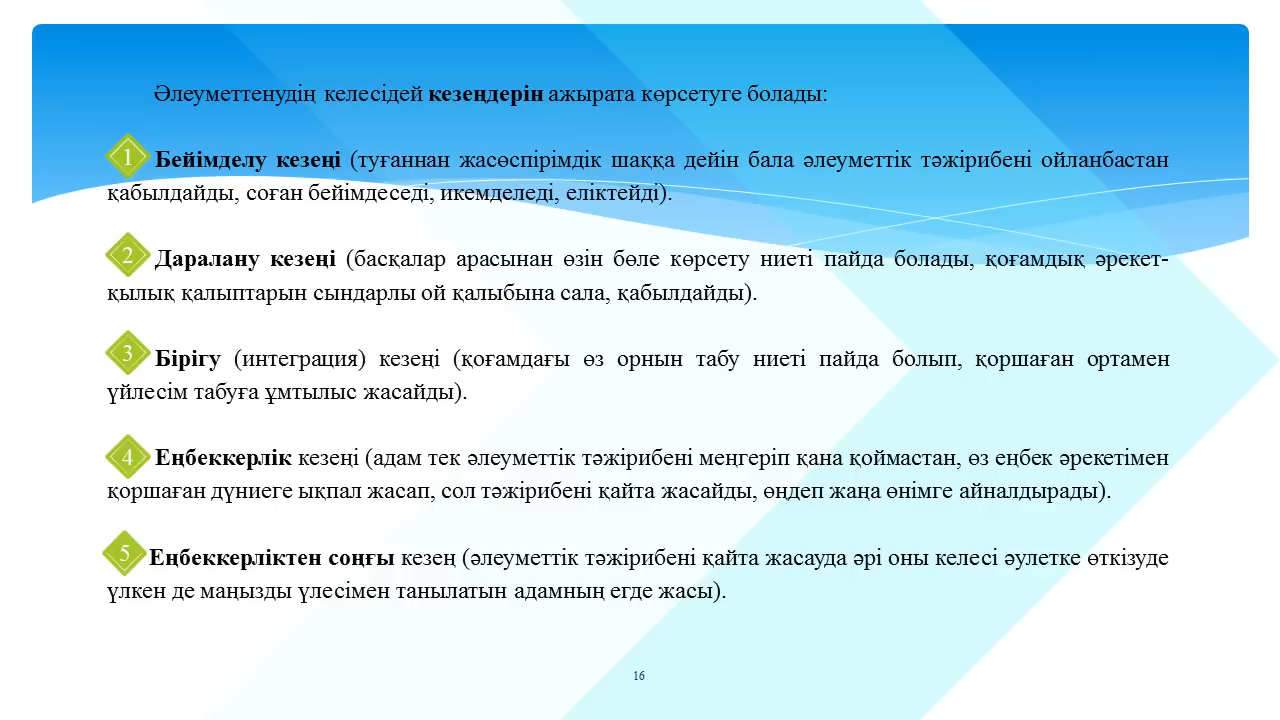 Әлеуметтенудің келесідей кезеңдерін ажырата көрсетуге болады:
1 Бейімделу кезеңі (туғаннан жасөспірімдік шаққа дейін бала әлеуметтік тәжірибені ойланбастан
қабылдайды, соған бейімдеседі, икемделеді, еліктейді).
2 Даралану кезеңі (басқалар арасынан өзін бөле көрсету ниеті пайда болады, қоғамдық әрекет-
қылық қалыптарын сындарлы ой қалыбына сала, қабылдайды).
3 Бірігу (интеграция) кезеңі (қоғамдағы өз орнын табу ниеті пайда болып, қоршаған ортамен
үйлесім табуға ұмтылыс жасайды).
4 Еңбеккерлік кезеңі (адам тек әлеуметтік тәжірибені меңгеріп қана қоймастан, өз еңбек әрекетімен
қоршаған дүниеге ықпал жасап, сол тәжірибені қайта жасайды, өңдеп жаңа өнімге айналдырады).
5 Еңбеккерліктен соңғы кезең (әлеуметтік тәжірибені қайта жасауда әрі оны келесі әулетке өткізуде
үлкен де маңызды үлесімен танылатын адамның егде жасы).
16